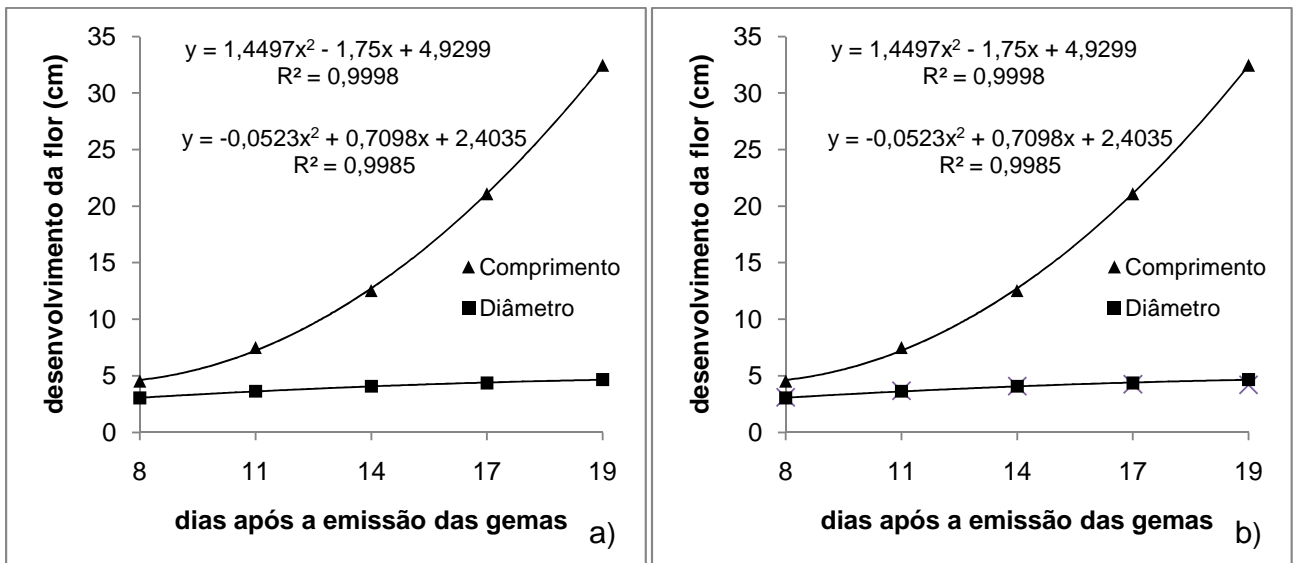 35
30
25
20
15
10
5
0
desenvolvimento da flor (cm)
y = 1,4497x² - 1,75x + 4,9299
R² = 0,9998
y = -0,0523x² + 0,7098x + 2,4035
R² = 0,9985
Comprimento
Diâmetro
8 11 14 17 19
dias após a emissão das gemas
a)
35
30
25
20
15
10
5
0
desenvolvimento da flor (cm)
y = 1,4497x² - 1,75x + 4,9299
R² = 0,9998
y = -0,0523x² + 0,7098x + 2,4035
R² = 0,9985
Comprimento
Diâmetro
8 11 14 17 19
dias após a emissão das gemas
b)